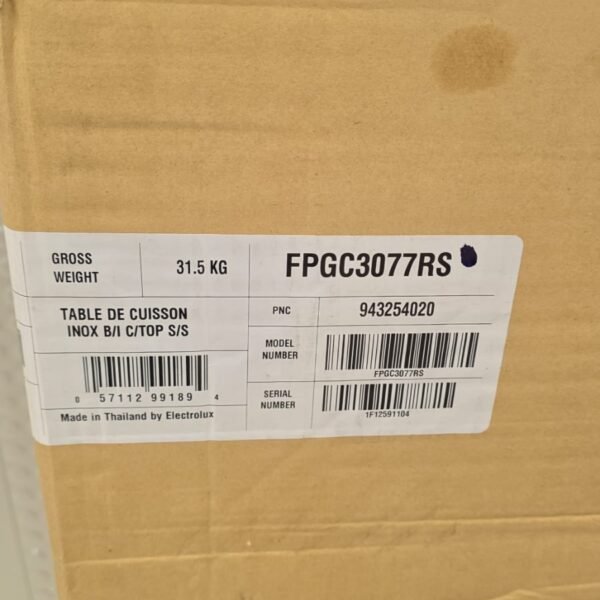 GROSS WEIGHT
31.5 KG
FPGC3077RS
TABLE DE CUISSON
INOX B/I C/TOP S/S
PNC
943254020
MODEL NUMBER
FPGC3077RS
0 57112 99189 4
SERIAL NUMBER
1F12591104
Made in Thailand by Electrolux